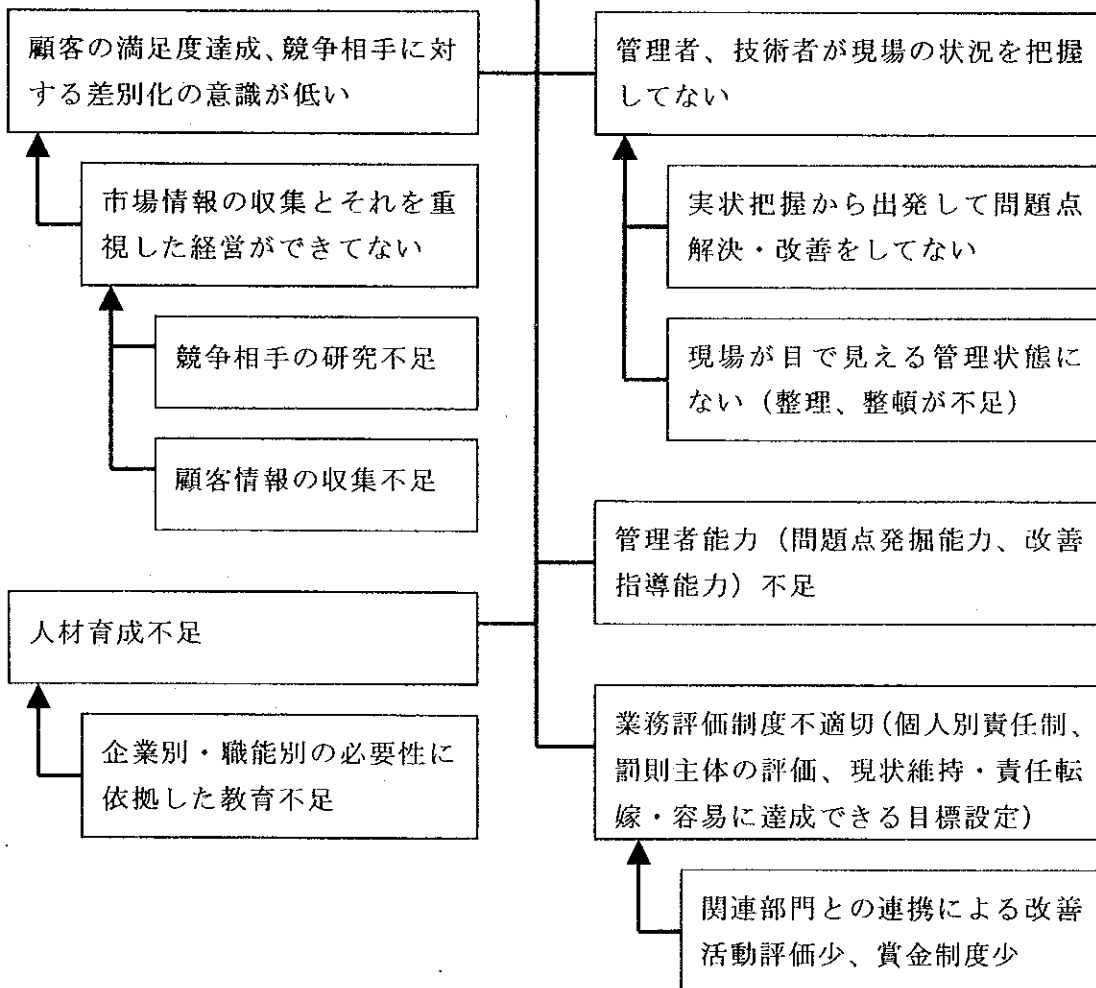 顧客の満足度達成、競争相手に対
する差別化の意識が低い
市場情報の収集とそれを重
視した経営ができてない
競争相手の研究不足
顧客情報の収集不足
人材育成不足
企業別・職能別の必要性に
依拠した教育不足
管理者、技術者が現場の状況を把握
してない
実状把握から出発して問題点
解決・改善をしてない
現場が目で見える管理状態に
ない（整理、整頓が不足）
管理者能力（問題点発掘能力、改善
指導能力）不足
業務評価制度不適切（個人別責任制、
罰則主体の評価、現状維持・責任転
嫁・容易に達成できる目標設定）
関連部門との連携による改善
活動評価少、賞金制度少